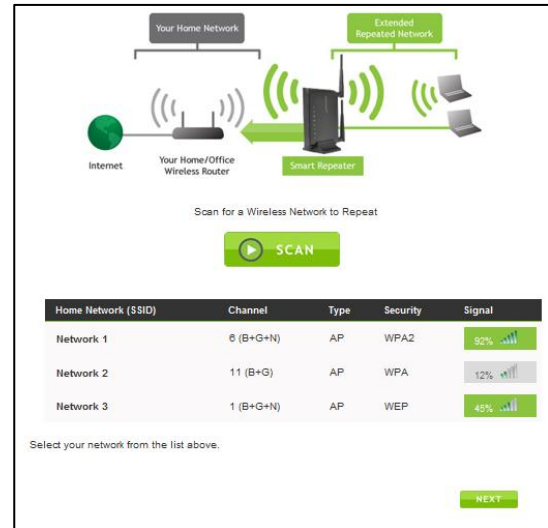 Your Home Network
Extended
Repeated Network
Internet
Your Home/Office
Wireless Router
Smart Repeater
Scan for a Wireless Network to Repeat
SCAN
Home Network (SSID) Channel Type Security Signal
Network 1 6 (B+G+N) AP WPA2 92%
Network 2 11 (B+G) AP WPA 12%
Network 3 1 (B+G+N) AP WEP 45%
Select your network from the list above.
NEXT